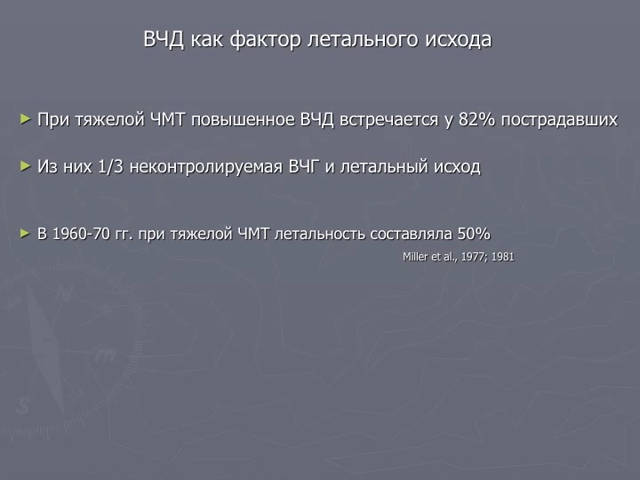 ВЧД как фактор летального исхода
При тяжелой ЧМТ повышенное ВЧД встречается у 82% пострадавших
Из них 1/3 неконтролируемая ВЧГ и летальный исход
В 1960-70 гг. при тяжелой ЧМТ летальность составляла 50%
Miller et al., 1977; 1981
N
m
S